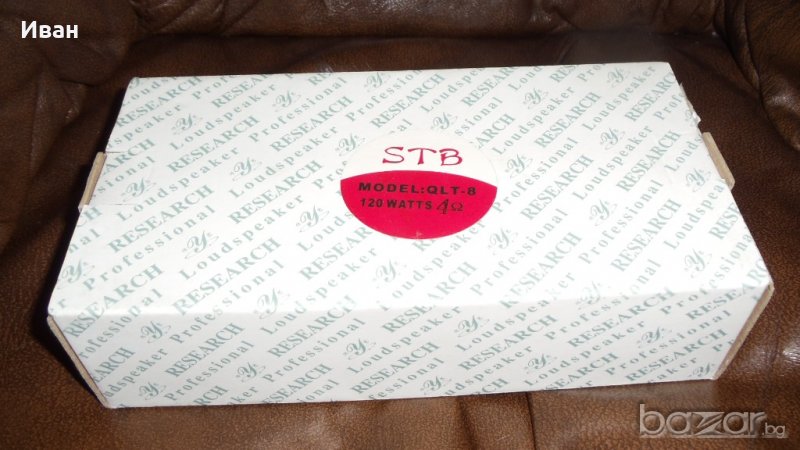 Иван
STB
MODEL:QLT-8
120 WATTS 4Ω
RESEARCH
Loudspeaker
Professional
bazar.bg